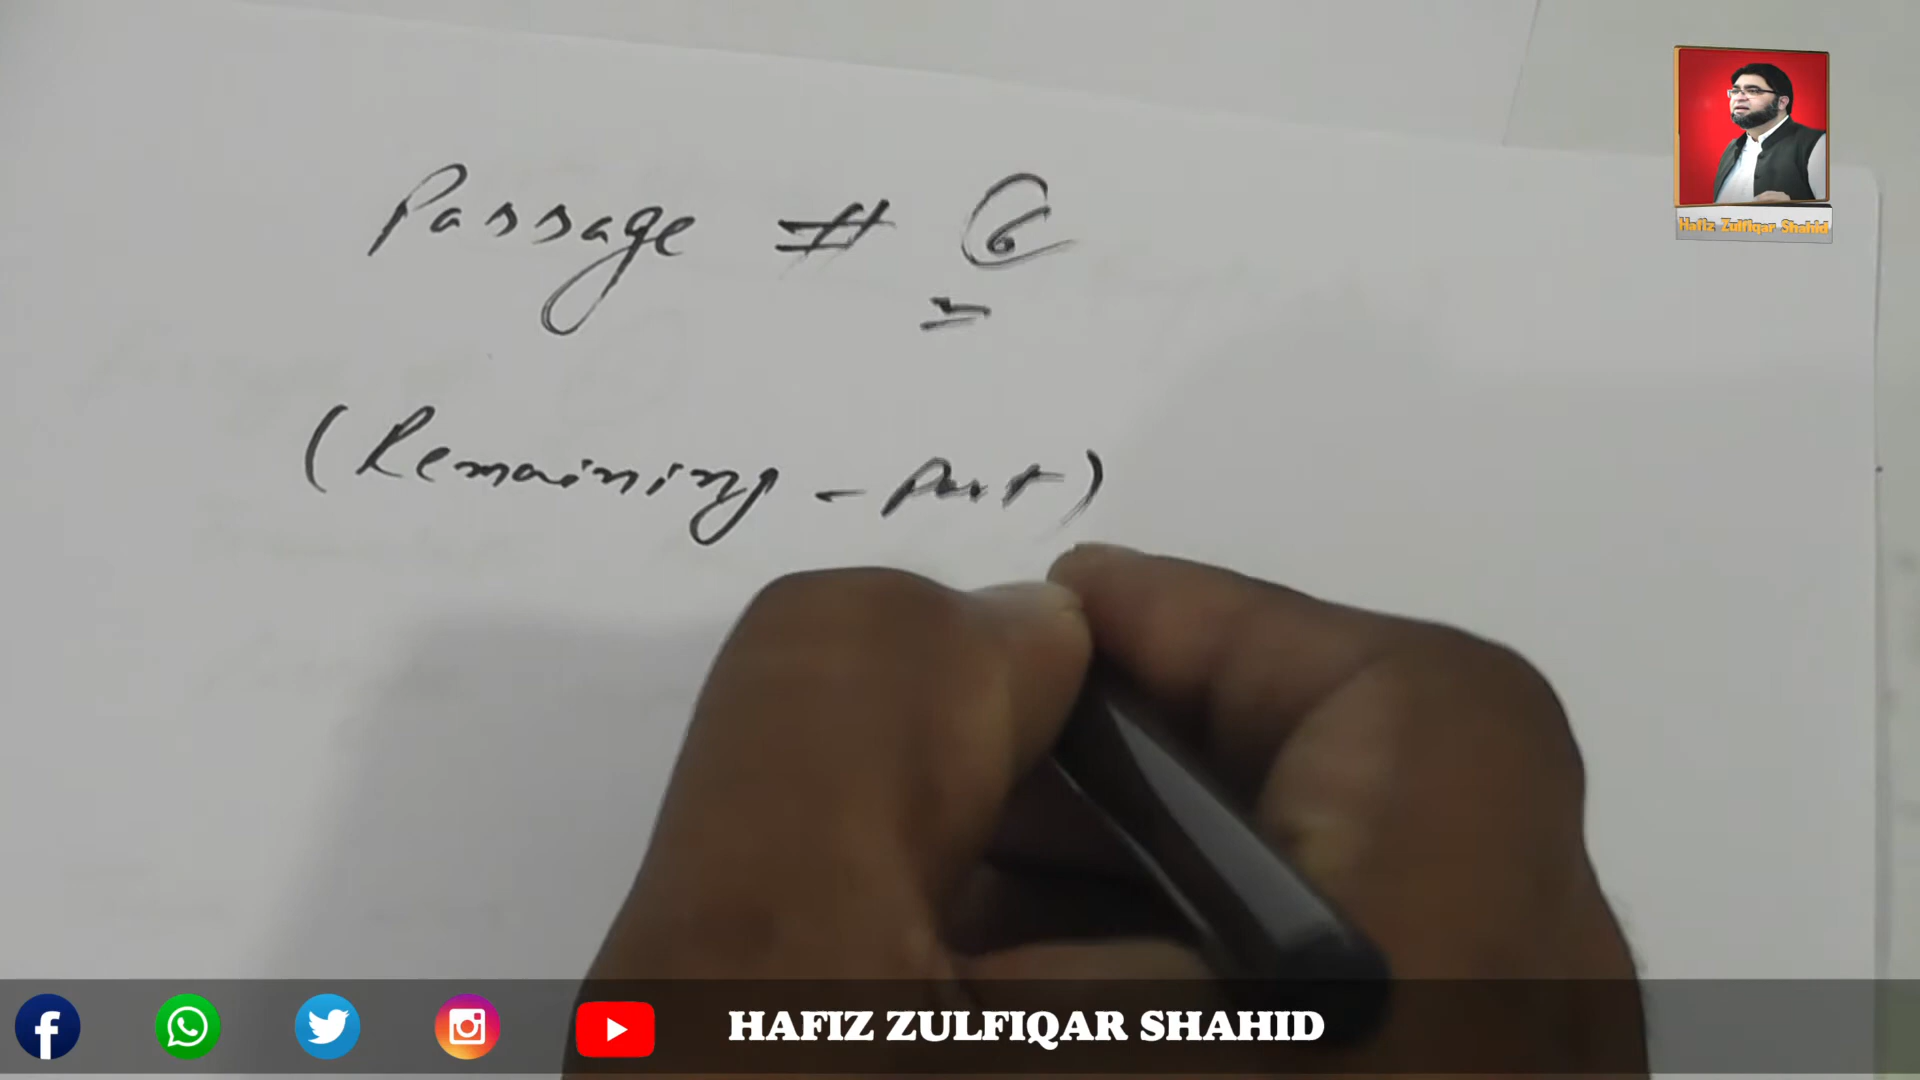 Passage # 6
(Remaining - Part)
Hafiz Zulfiqar Shahid
HAFIZ ZULFIQAR SHAHID